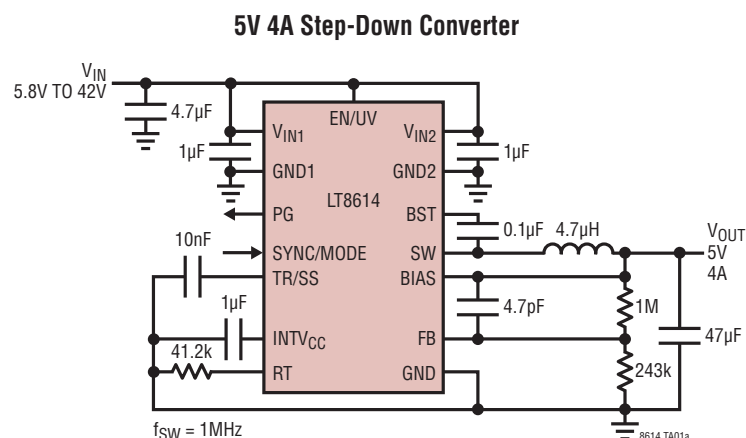 5V 4A Step-Down Converter
VIN
5.8V TO 42V
4.7µF
1µF
VIN1
EN/UV
VIN2
1µF
GND1
GND2
LT8614
PG
BST
0.1µF
4.7µH
VOUT
5V
4A
10nF
SYNC/MODE
SW
TR/SS
BIAS
1µF
4.7pF
1M
INTVCC
FB
47µF
41.2k
RT
GND
243k
fSW = 1MHz
8614 TA01a